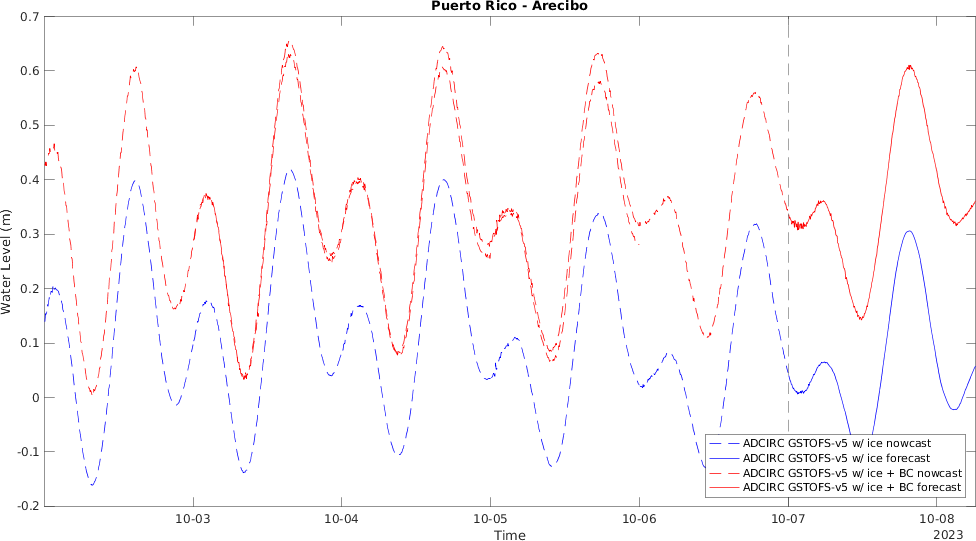 Puerto Rico - Arecibo
0.7
0.6
0.5
0.4
0.3
0.2
0.1
0
-0.1
-0.2
Water Level (m)
ADCIRC GSTOFS-v5 w/ ice nowcast
ADCIRC GSTOFS-v5 w/ ice forecast
ADCIRC GSTOFS-v5 w/ ice + BC nowcast
ADCIRC GSTOFS-v5 w/ ice + BC forecast
10-03 10-04 10-05 10-06 10-07 10-08
Time
2023